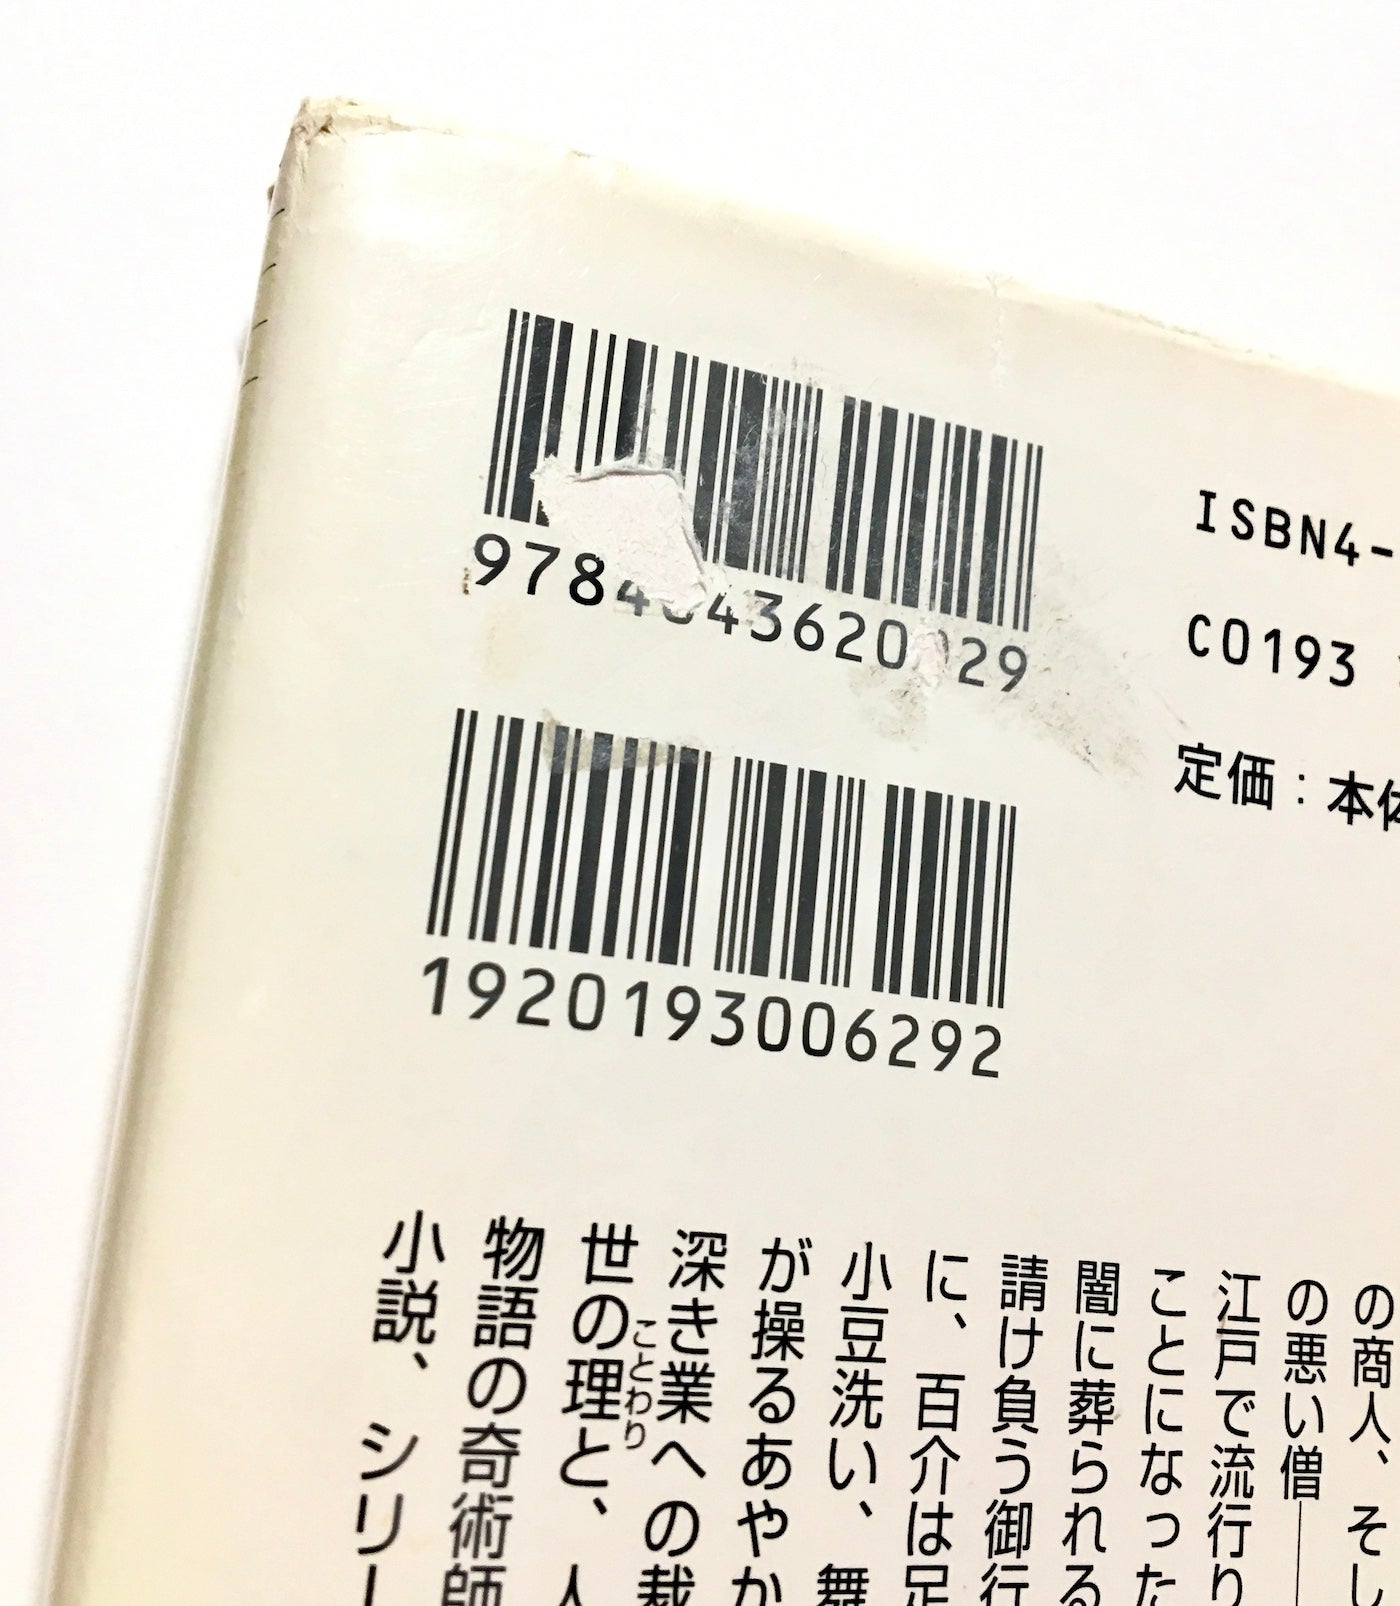 9784043620029
1920193006292
ISBN4-
C0193
定価：本体
の商人、そし
の悪い僧―
江戸で流行り
ことになった
闇に葬られる
請け負う御行
に、百介は足
小豆洗い、舞
が操るあやか
深き業への裁
ことわり
世の理と、人
物語の奇術師
小説、シリー